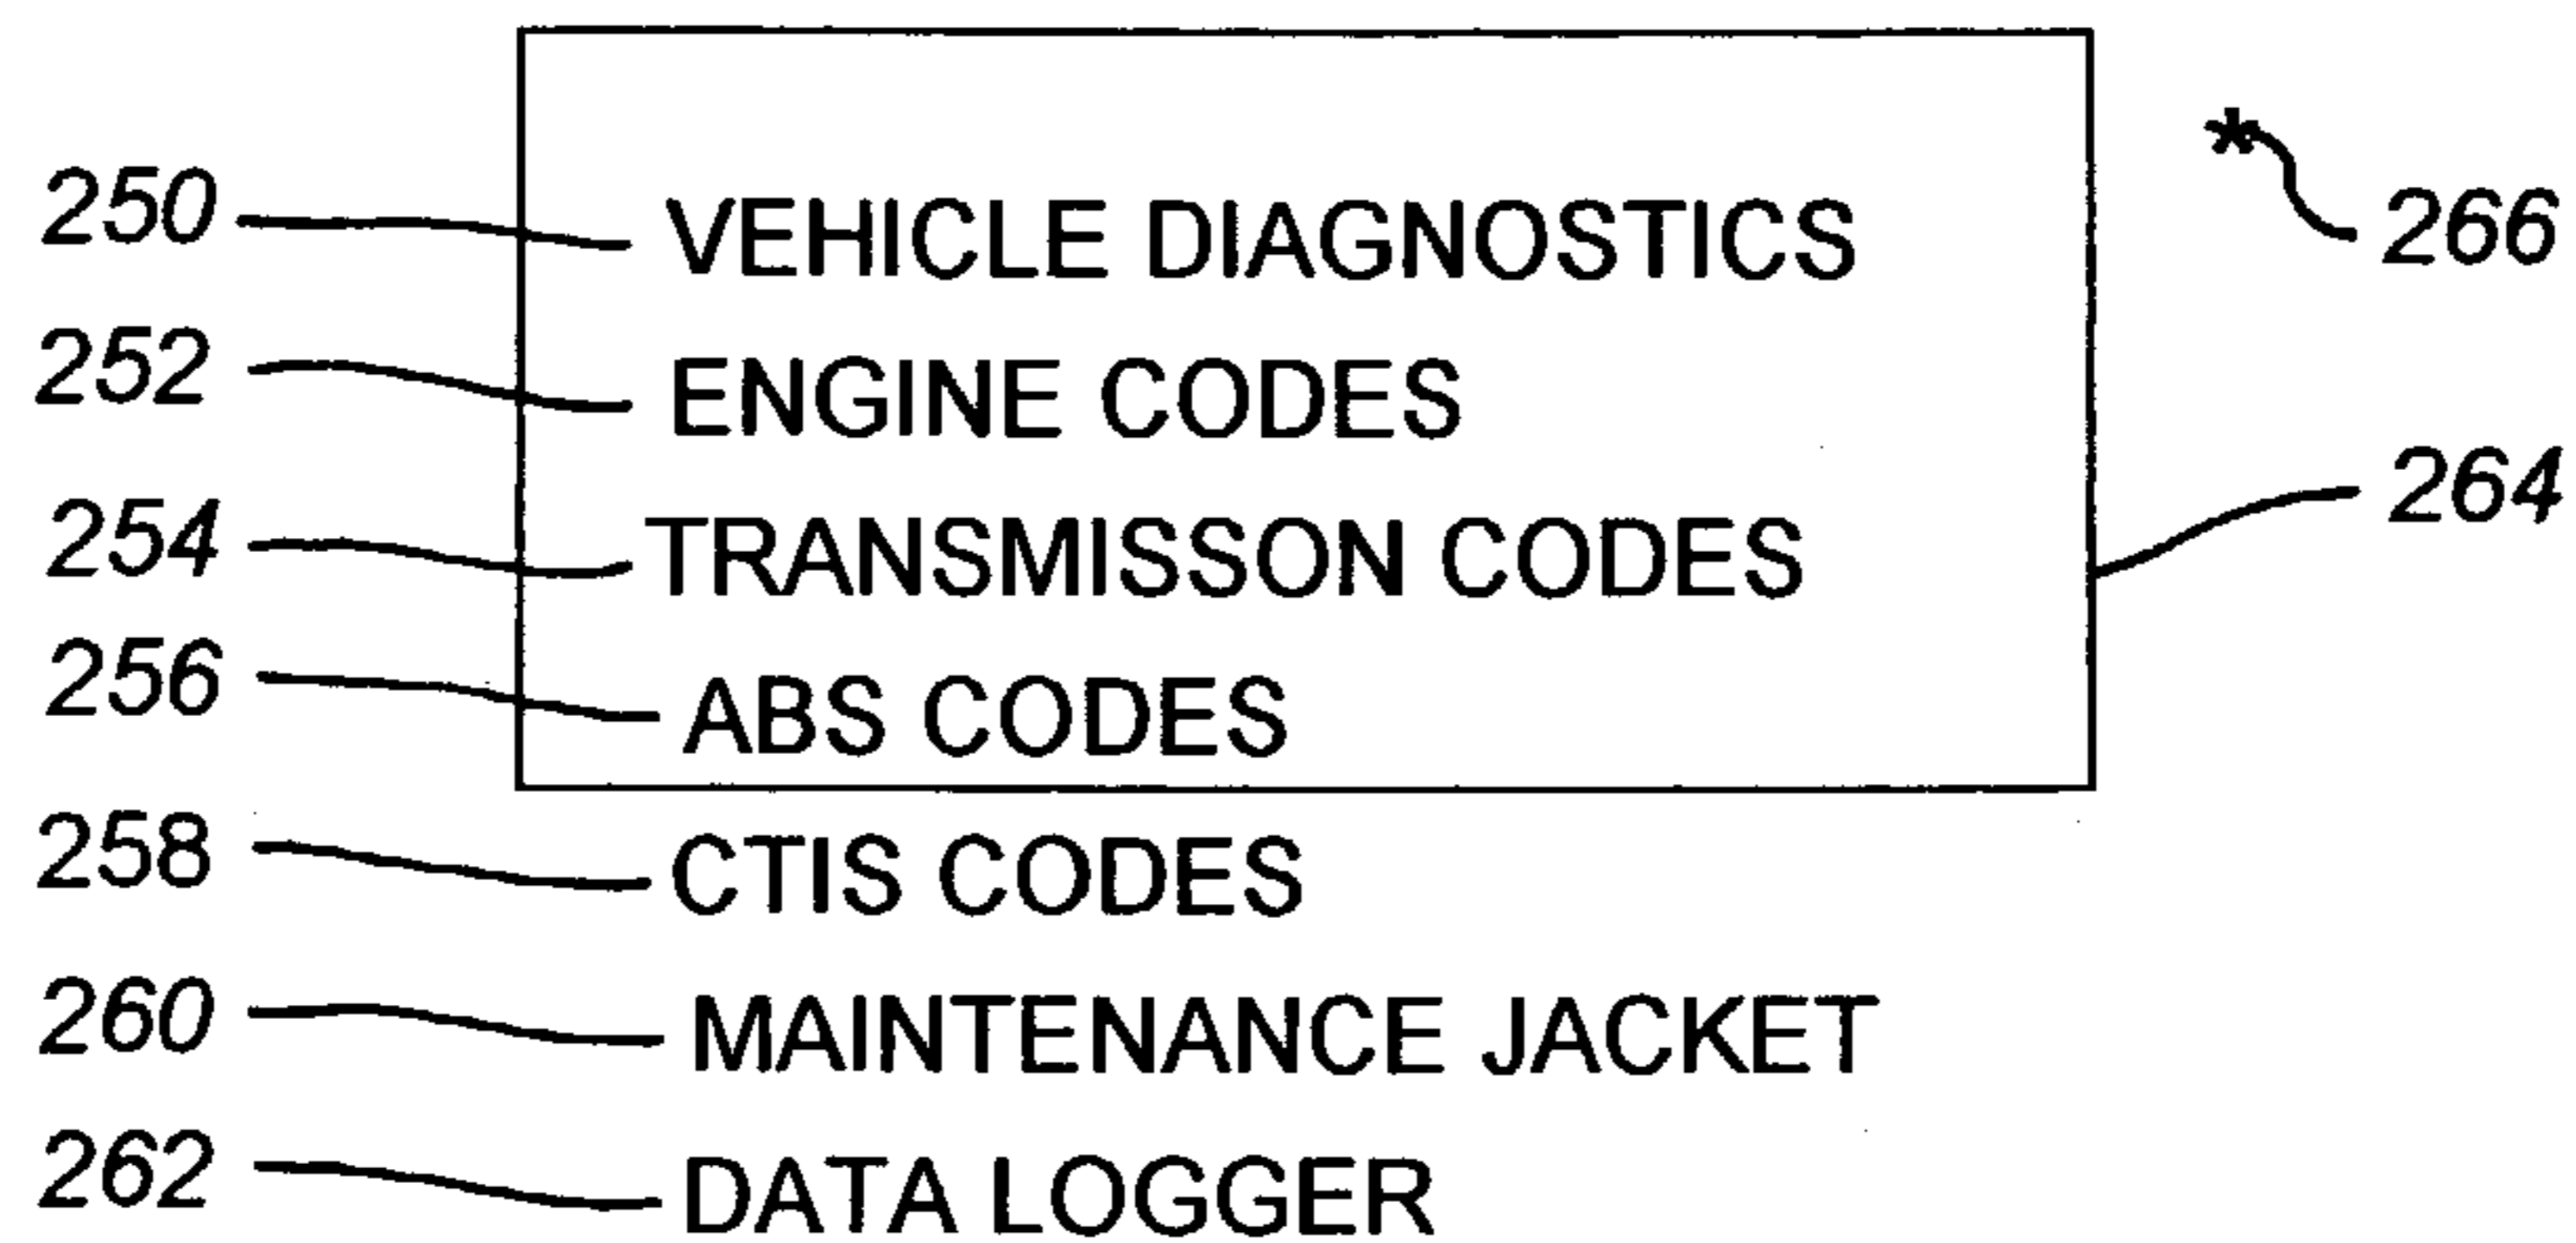 250 VEHICLE DIAGNOSTICS * 266
252 ENGINE CODES
254 TRANSMISSON CODES 264
256 ABS CODES
258 CTIS CODES
260 MAINTENANCE JACKET
262 DATA LOGGER